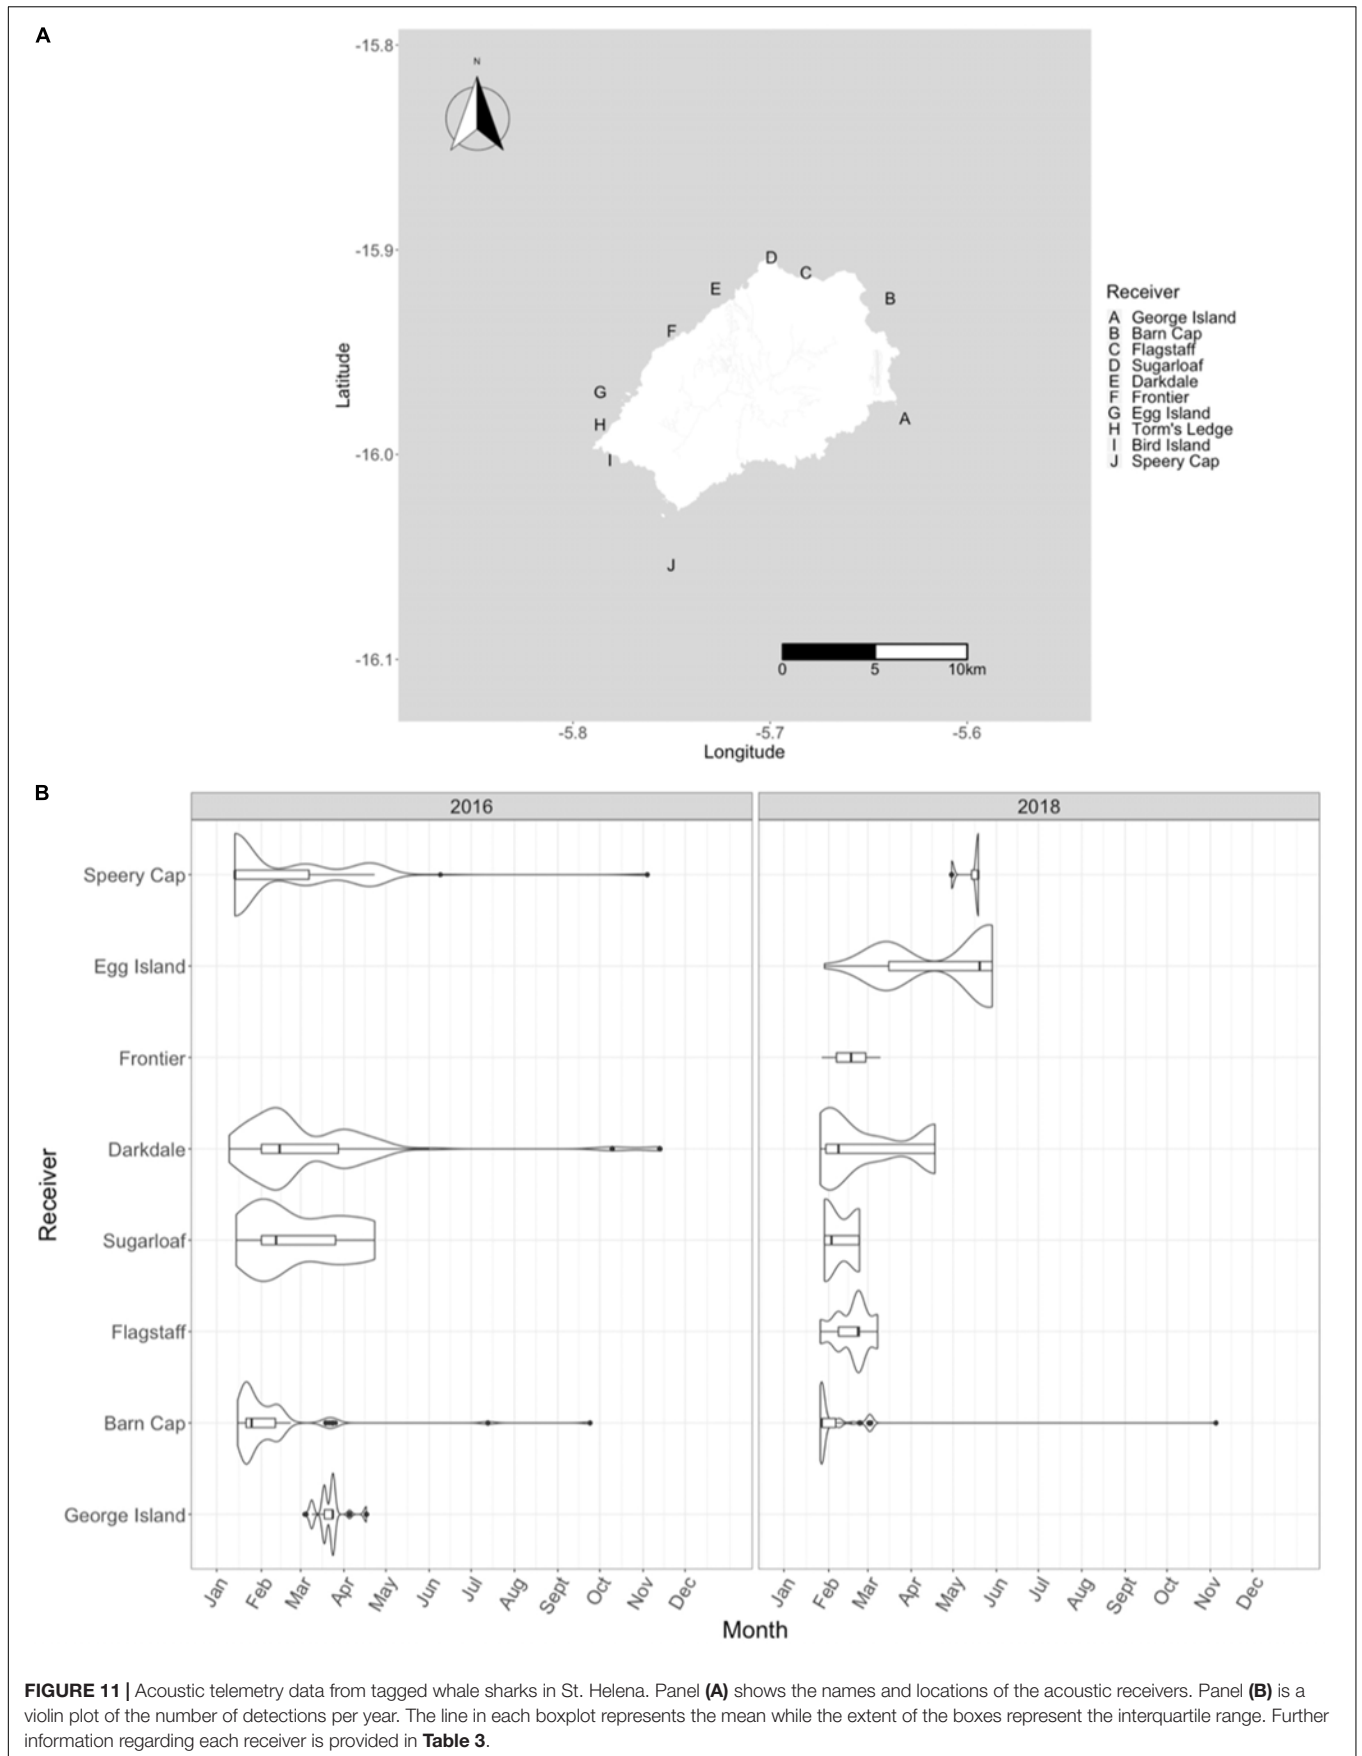 A
N
-15.8
-15.9
-16.0
-16.1
Latitude
D
C
E
B
F
G
H
A
I
J
0 5 10km
-5.8 -5.7 -5.6
Longitude
Receiver
A George Island
B Barn Cap
C Flagstaff
D Sugarloaf
E Darkdale
F Frontier
G Egg Island
H Torm's Ledge
I Bird Island
J Speery Cap
B
2016 2018
Speery Cap
Egg Island
Frontier
Darkdale
Sugarloaf
Flagstaff
Barn Cap
George Island
Receiver
Jan Feb Mar Apr May Jun Jul Aug Sept Oct Nov Dec Jan Feb Mar Apr May Jun Jul Aug Sept Oct Nov Dec
Month
FIGURE 11 | Acoustic telemetry data from tagged whale sharks in St. Helena. Panel (A) shows the names and locations of the acoustic receivers. Panel (B) is a
violin plot of the number of detections per year. The line in each boxplot represents the mean while the extent of the boxes represent the interquartile range. Further
information regarding each receiver is provided in Table 3.